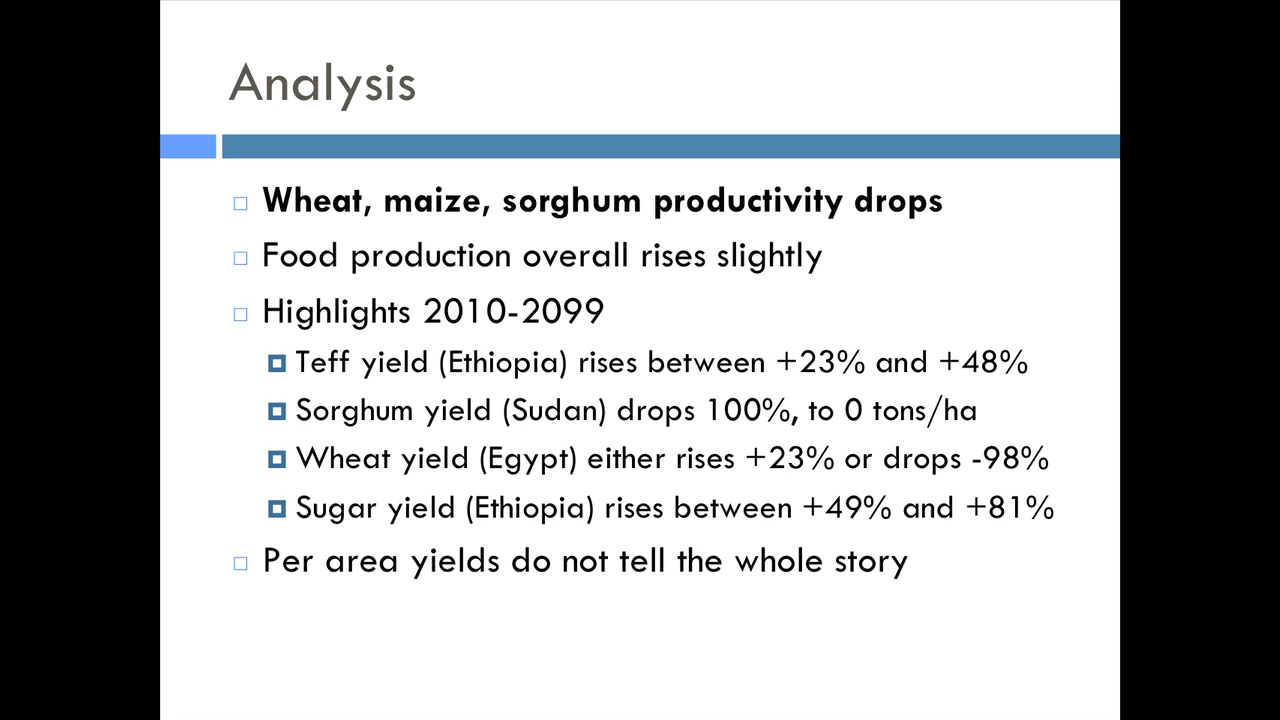 Analysis
Wheat, maize, sorghum productivity drops
Food production overall rises slightly
Highlights 2010-2099
Teff yield (Ethiopia) rises between +23% and +48%
Sorghum yield (Sudan) drops 100%, to 0 tons/ha
Wheat yield (Egypt) either rises +23% or drops -98%
Sugar yield (Ethiopia) rises between +49% and +81%
Per area yields do not tell the whole story